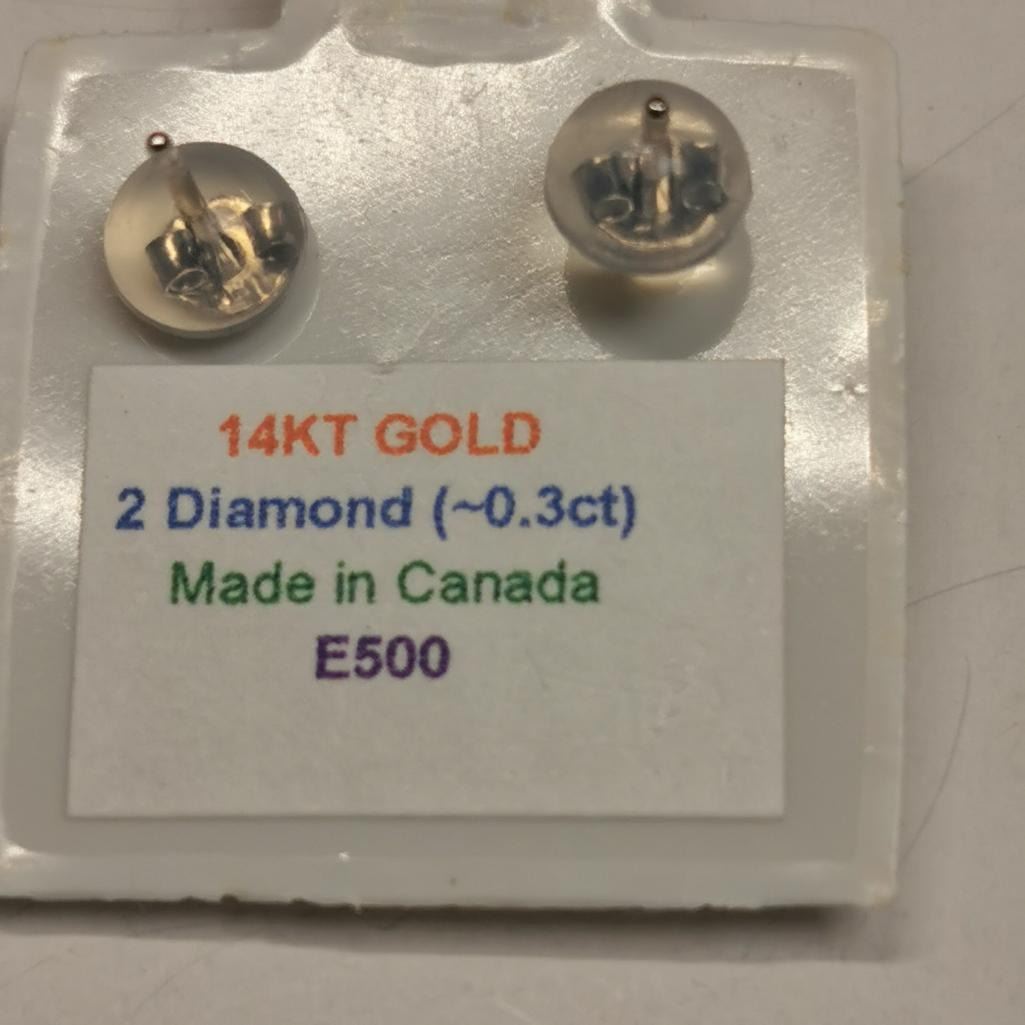 14KT GOLD
2 Diamond (~0.3ct)
Made in Canada
E500